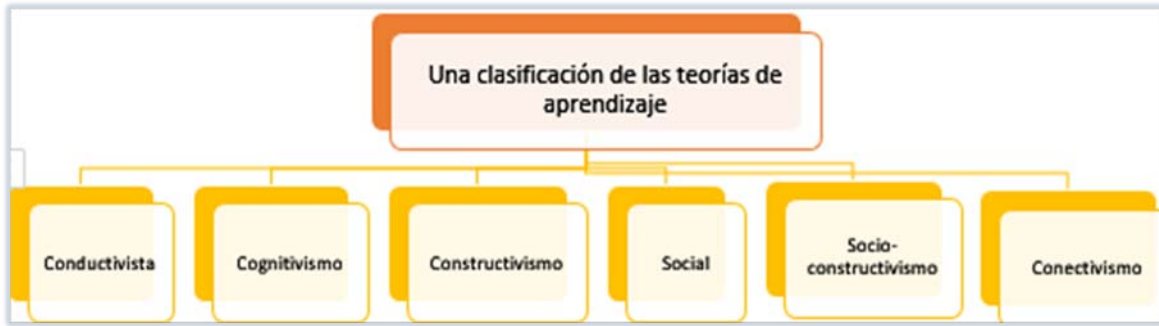 Una clasificación de las teorías de
aprendizaje
Conductivista
Cognitivismo
Constructivismo
Social
Socio-
constructivismo
Conectivismo